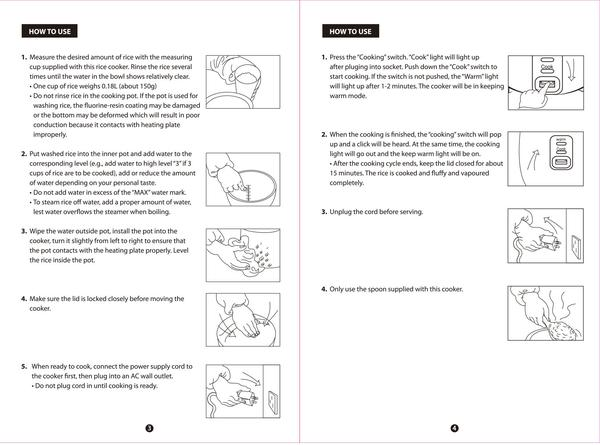 HOW TO USE
1. Measure the desired amount of rice with the measuring
cup supplied with this rice cooker. Rinse the rice several
times until the water in the bowl shows relatively clear.
• One cup of rice weighs 0.18L (about 150g)
• Do not rinse rice in the cooking pot. If the pot is used for
washing rice, the fluorine-resin coating may be damaged
or the bottom may be deformed which will result in poor
conduction because it contacts with heating plate
improperly.
2. Put washed rice into the inner pot and add water to the
corresponding level (e.g., add water to high level "3" if 3
cups of rice are to be cooked), add or reduce the amount
of water depending on your personal taste.
• Do not add water in excess of the "MAX" water mark.
• To steam rice off water, add a proper amount of water,
lest water overflows the steamer when boiling.
3. Wipe the water outside pot, install the pot into the
cooker, turn it slightly from left to right to ensure that
the pot contacts with the heating plate properly. Level
the rice inside the pot.
4. Make sure the lid is locked closely before moving the
cooker.
5. When ready to cook, connect the power supply cord to
the cooker first, then plug into an AC wall outlet.
• Do not plug cord in until cooking is ready.
3
HOW TO USE
1. Press the "Cooking" switch. "Cook" light will light up
after pluging into socket. Push down the "Cook" switch to
start cooking. If the switch is not pushed, the "Warm" light
will light up after 1-2 minutes. The cooker will be in keeping
warm mode.
Cook
2. When the cooking is finished, the "cooking" switch will pop
up and a click will be heard. At the same time, the cooking
light will go out and the keep warm light will be on.
• After the cooking cycle ends, keep the lid closed for about
15 minutes. The rice is cooked and fluffy and vapoured
completely.
Cook
3. Unplug the cord before serving.
4. Only use the spoon supplied with this cooker.
4